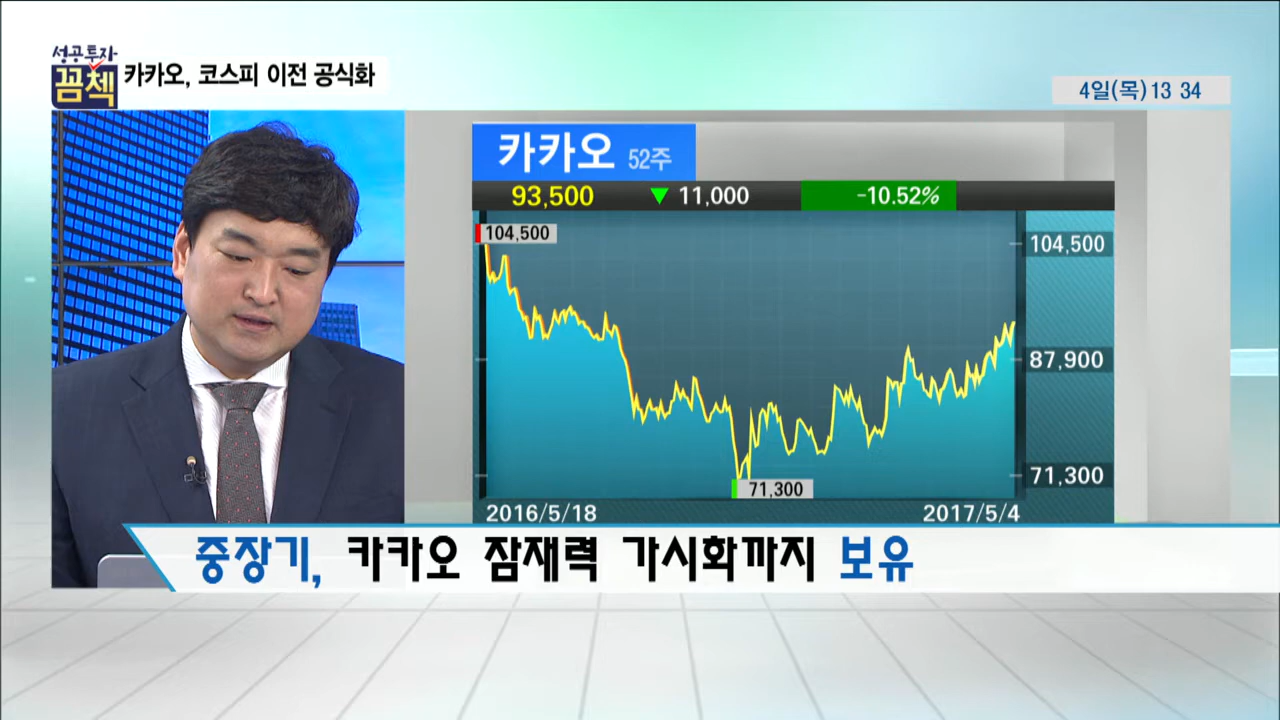 성공투자
꼼첵
카카오, 코스피 이전 공식화
4일(목) 13 34
카카오 52주
93,500 ▼ 11,000 -10.52%
104,500
104,500
87,900
71,300
71,300
2016/5/18 2017/5/4
중장기, 카카오 잠재력 가시화까지 보유